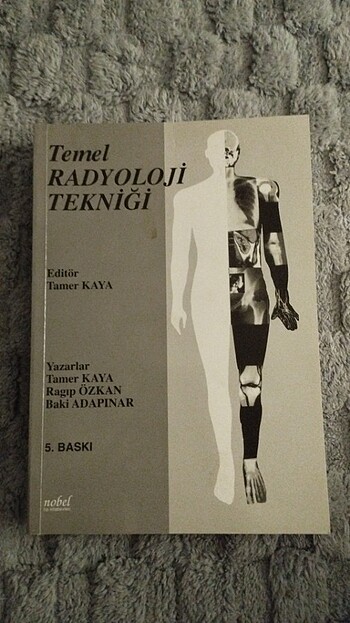 Temel
RADYOLOJİ
TEKNİĞİ
Editör
Tamer KAYA
Yazarlar
Tamer KAYA
Ragıp ÖZKAN
Baki ADAPINAR
5. BASKI
nobel